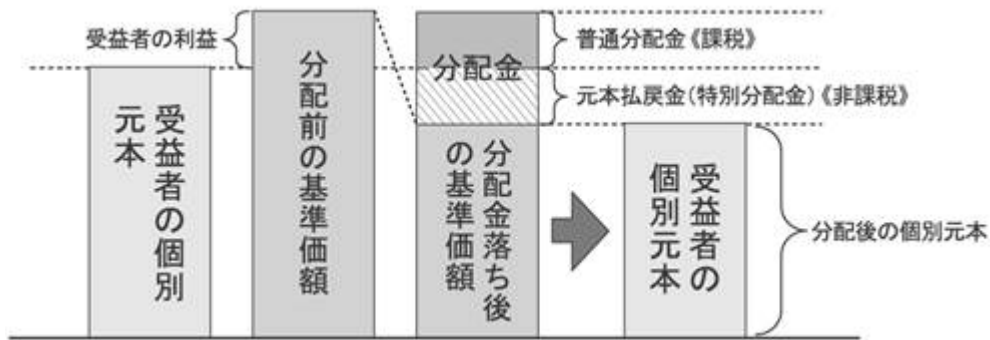 受益者の利益
受益者の個別
元本
分配前の基準価額
分配金
分配金落ち後
の基準価額
普通分配金《課税》
元本払戻金(特別分配金)《非課税》
受益者の
個別元本
分配後の個別元本